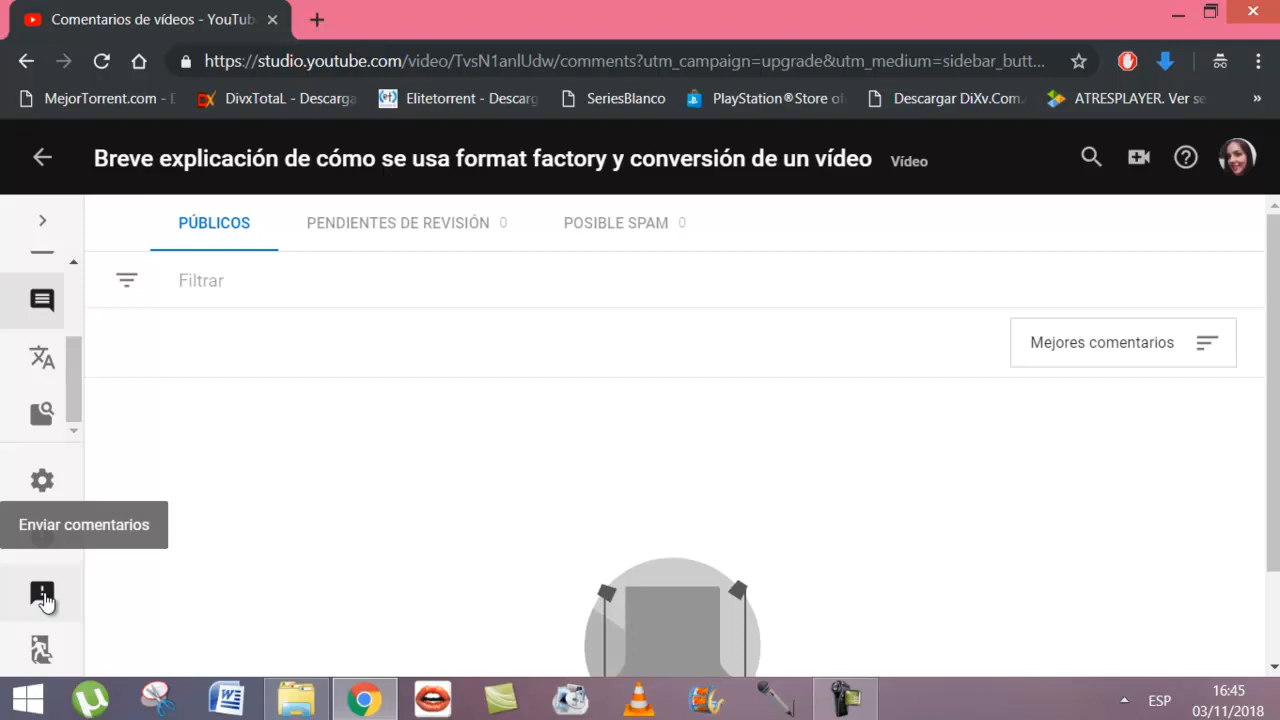 Comentarios de vídeos - YouTub
https://studio.youtube.com/video/TvsN1anlUdw/comments?utm_campaign=upgrade&utm_medium=sidebar_butt...
MejorTorrent.com - D
DivxTotaL - Descarga
Elitetorrent - Descarg
SeriesBlanco
PlayStation®Store of
Descargar DiXv.Com.
ATRESPLAYER. Ver se
»
Breve explicación de cómo se usa format factory y conversión de un vídeo Vídeo
PÚBLICOS
PENDIENTES DE REVISIÓN 0
POSIBLE SPAM 0
Filtrar
Mejores comentarios
Enviar comentarios
ESP
16:45
03/11/2018